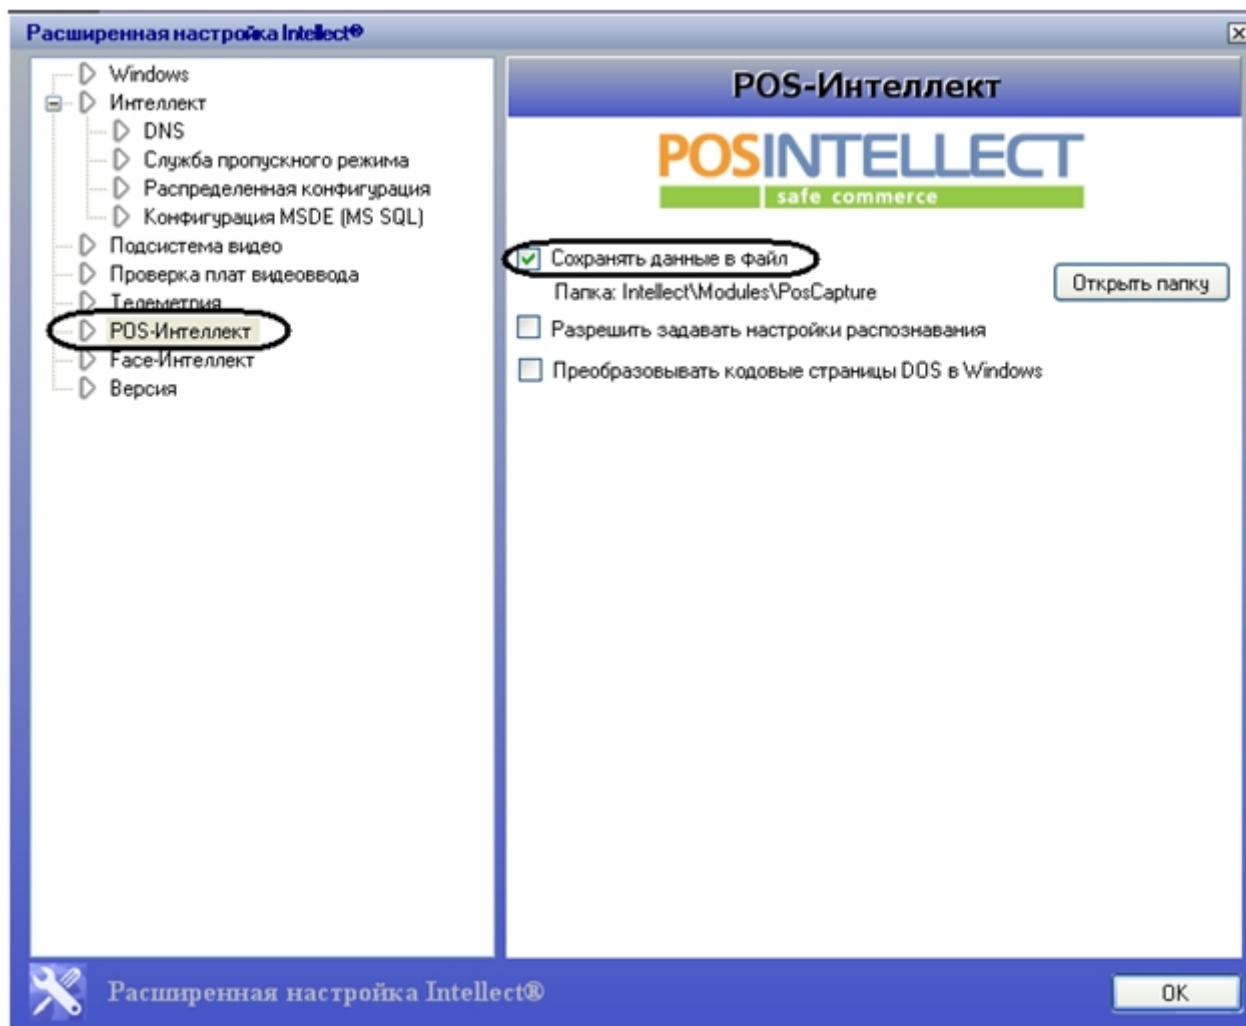 Расширенная настройка Intellect®
Windows
Интеллект
DNS
Служба пропускного режима
Распределенная конфигурация
Конфигурация MSDE (MS SQL)
Подсистема видео
Проверка плат видеоввода
Телеметрия
POS-Интеллект
Face-Интеллект
Версия
POS-Интеллект
POSINTELLECT
safe commerce
Сохранять данные в файл
Папка: Intellect\Modules\PosCapture
Открыть папку
Разрешить задавать настройки распознавания
Преобразовывать кодовые страницы DOS в Windows
Расширенная настройка Intellect®
OK